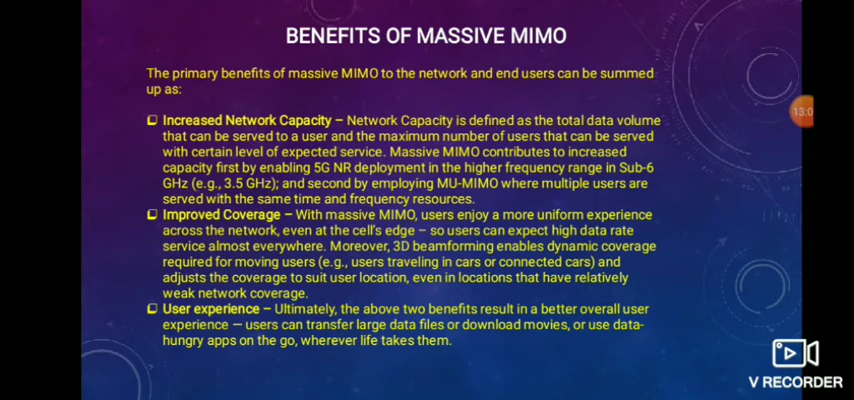 BENEFITS OF MASSIVE MIMO
The primary benefits of massive MIMO to the network and end users can be summed
up as:
Increased Network Capacity – Network Capacity is defined as the total data volume
that can be served to a user and the maximum number of users that can be served
with certain level of expected service. Massive MIMO contributes to increased
capacity first by enabling 5G NR deployment in the higher frequency range in Sub-6
GHz (e.g., 3.5 GHz); and second by employing MU-MIMO where multiple users are
served with the same time and frequency resources.
Improved Coverage – With massive MIMO, users enjoy a more uniform experience
across the network, even at the cell's edge – so users can expect high data rate
service almost everywhere. Moreover, 3D beamforming enables dynamic coverage
required for moving users (e.g., users traveling in cars or connected cars) and
adjusts the coverage to suit user location, even in locations that have relatively
weak network coverage.
User experience – Ultimately, the above two benefits result in a better overall user
experience — users can transfer large data files or download movies, or use data-
hungry apps on the go, wherever life takes them.
13:0
V RECORDER